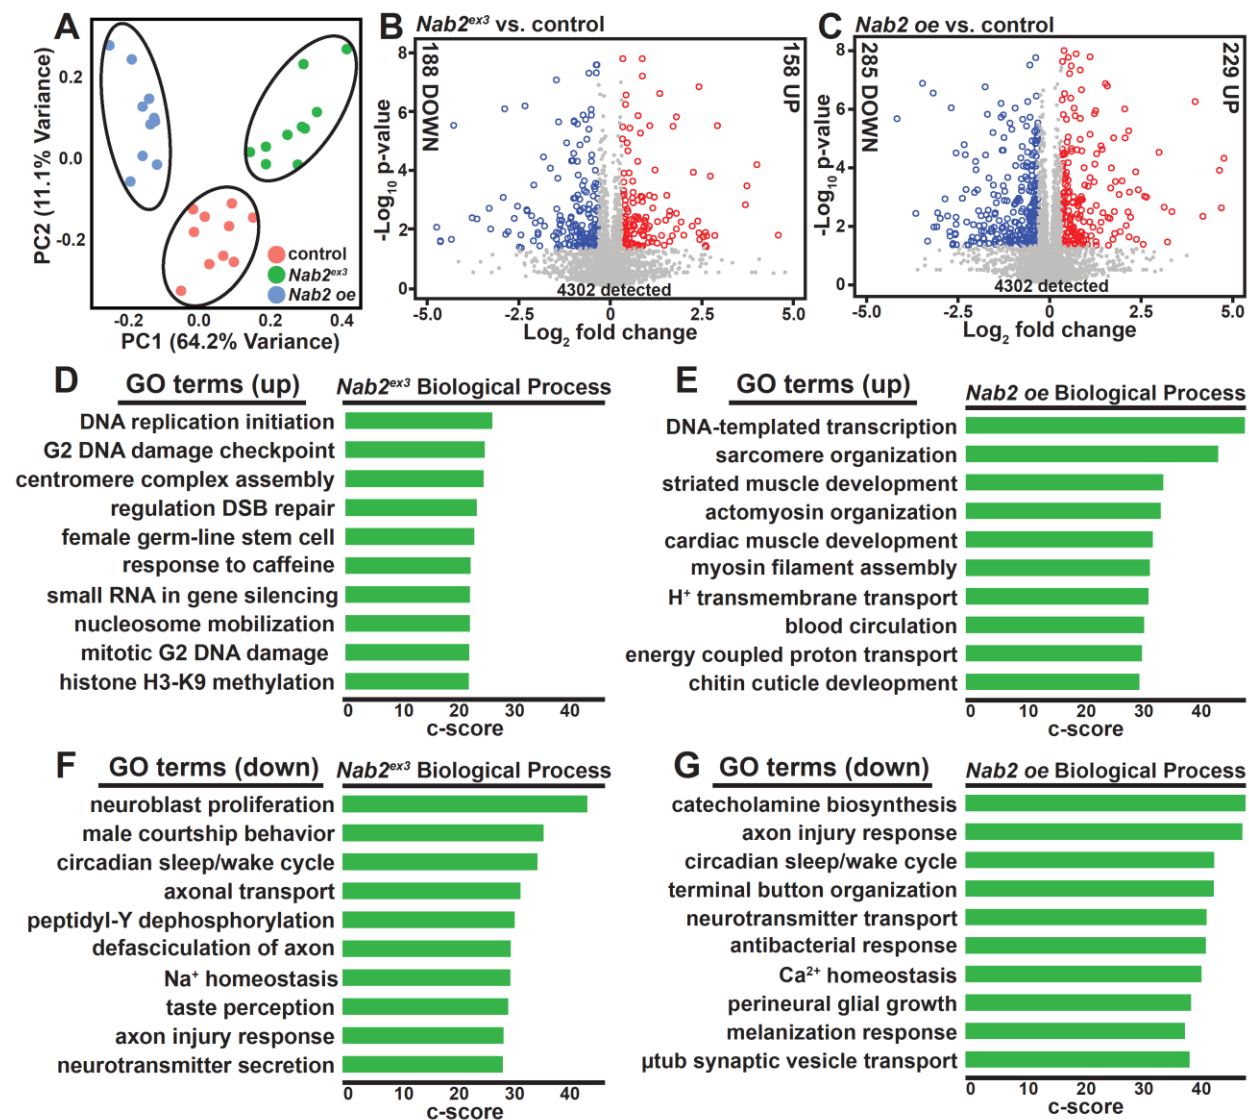 A
0.2
0.0
-0.2
PC2 (11.1% Variance)
control
Nab2ex3
Nab2 oe
-0.2 0.0 0.2 0.4
PC1 (64.2% Variance)
B Nab2ex3 vs. control
188 DOWN
158 UP
8
6
4
2
0
-Log10 p-value
4302 detected
-5.0 -2.5 0 2.5 5.0
Log2 fold change
C Nab2 oe vs. control
285 DOWN
229 UP
8
6
4
2
0
-Log10 p-value
4302 detected
-5.0 -2.5 0 2.5 5.0
Log2 fold change
D GO terms (up) Nab2ex3 Biological Process
DNA replication initiation
G2 DNA damage checkpoint
centromere complex assembly
regulation DSB repair
female germ-line stem cell
response to caffeine
small RNA in gene silencing
nucleosome mobilization
mitotic G2 DNA damage
histone H3-K9 methylation
0 10 20 30 40
c-score
E GO terms (up) Nab2 oe Biological Process
DNA-templated transcription
sarcomere organization
striated muscle development
actomyosin organization
cardiac muscle development
myosin filament assembly
H+ transmembrane transport
blood circulation
energy coupled proton transport
chitin cuticle devleopment
0 10 20 30 40
c-score
F GO terms (down) Nab2ex3 Biological Process
neuroblast proliferation
male courtship behavior
circadian sleep/wake cycle
axonal transport
peptidyl-Y dephosphorylation
defasciculation of axon
Na+ homeostasis
taste perception
axon injury response
neurotransmitter secretion
0 10 20 30 40
c-score
G GO terms (down) Nab2 oe Biological Process
catecholamine biosynthesis
axon injury response
circadian sleep/wake cycle
terminal button organization
neurotransmitter transport
antibacterial response
Ca2+ homeostasis
perineural glial growth
melanization response
µtub synaptic vesicle transport
0 10 20 30 40
c-score